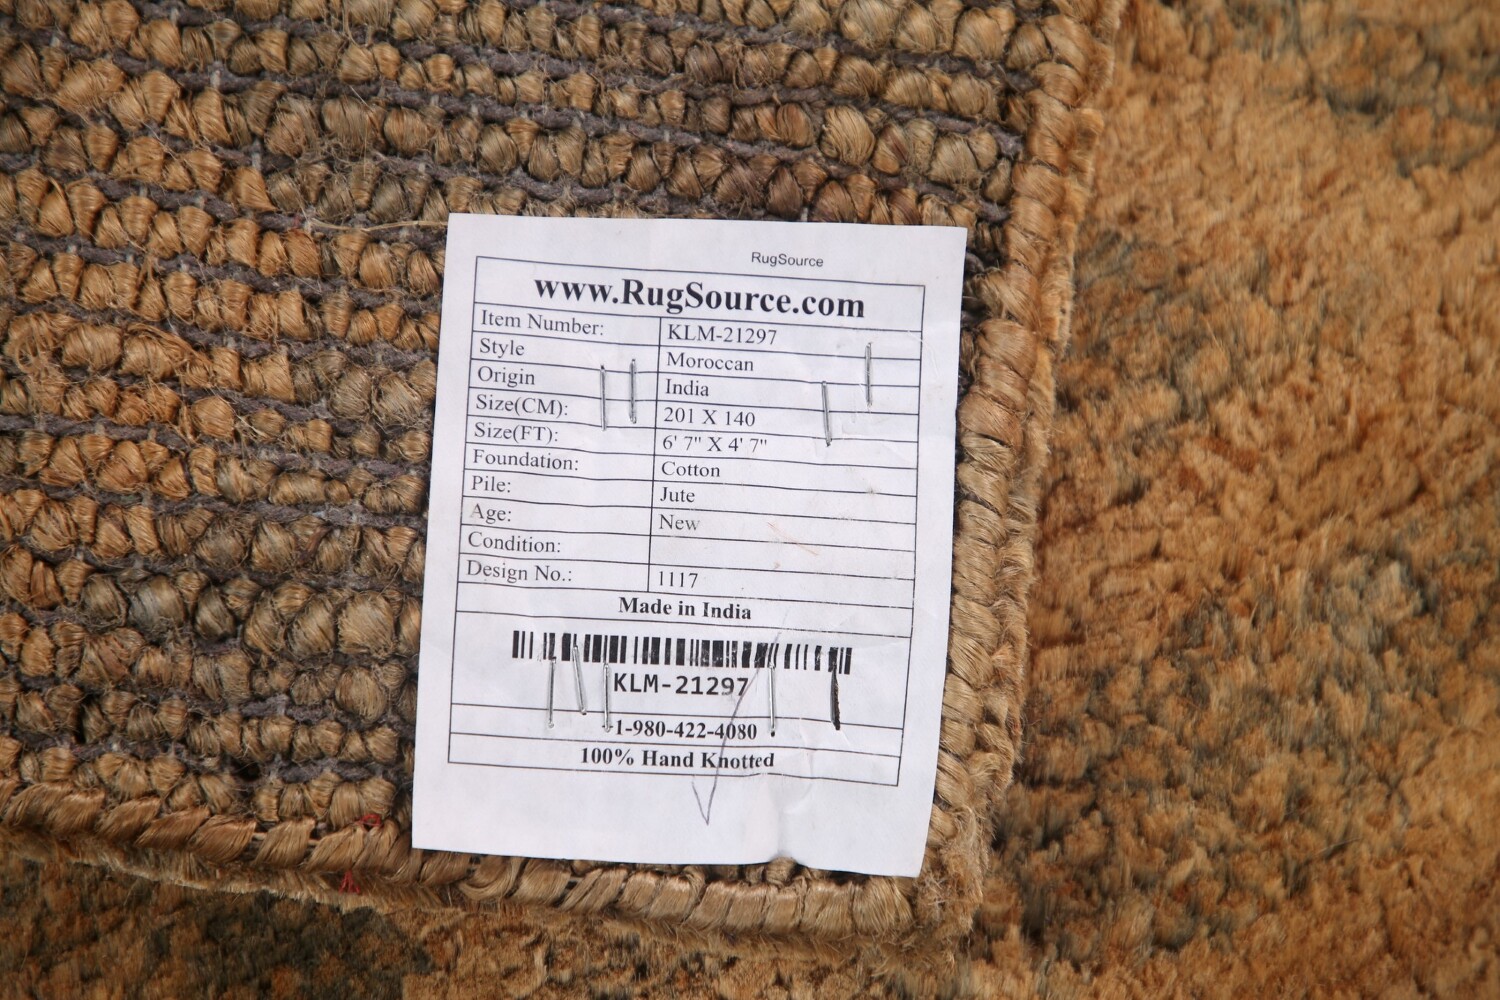 RugSource
www.RugSource.com
Item Number: KLM-21297
Style Moroccan
Origin India
Size(CM): 201 X 140
Size(FT): 6' 7" X 4' 7"
Foundation: Cotton
Pile: Jute
Age: New
Condition:
Design No.: 1117
Made in India
KLM-21297
1-980-422-4080
100% Hand Knotted